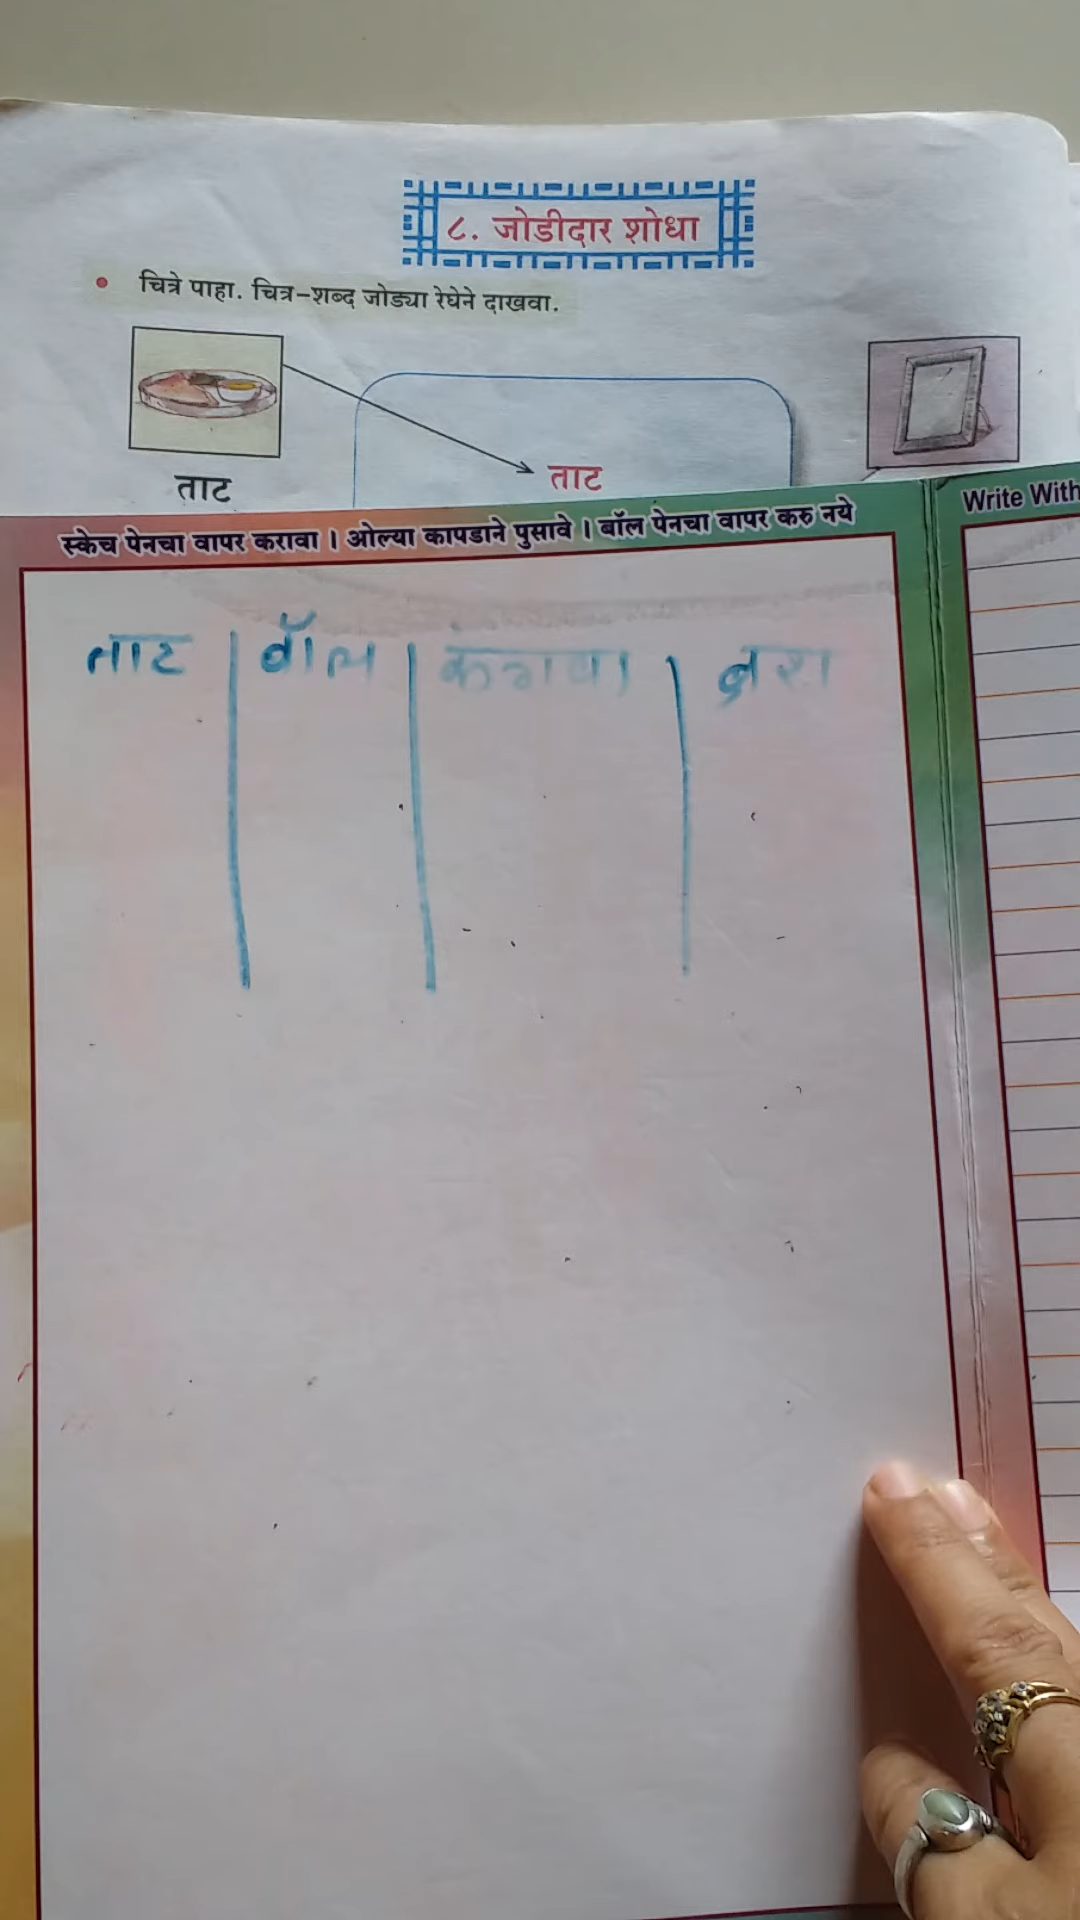 ८. जोडीदार शोधा
• चित्रे पाहा. चित्र-शब्द जोड्या रेघेने दाखवा.
ताट
ताट
स्केच पेनचा वापर करावा । ओल्या कापडाने पुसावे । बॉल पेनचा वापर करु नये
Write With
ताट बॉल